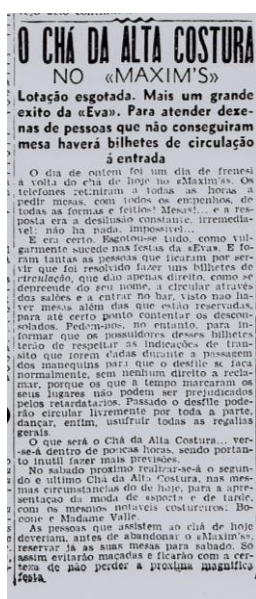 O CHÁ DA ALTA COSTURA
NO «MAXIM'S»
Lotação esgotada. Mais um grande
exito da «Eva». Para atender deze-
nas de pessoas que não conseguiram
mesa haverá bilhetes de circulação
á entrada
O dia de ontem foi um dia de frenesi
á volta do chá de hoje no «Maxim's». Os
telefones retiniram a todas as horas a
pedir mesas, com todos os empenhos, de
todas as formas e feitios! Mesas!... e a res-
posta era a desilusão constante, irremedia-
vel: não ha nada, impossivel...
E era certo. Esgotou-se tudo, como vul-
garmente sucede nas festas da «Eva». E fo-
ram tantas as pessoas que ficaram por ser-
vir que foi resolvido fazer uns bilhetes de
circulação, que dão apenas direito, como se
depreende do seu nome, a circular através
dos salões e a entrar no bar, visto não ha-
ver mesas além das que estão reservadas,
para até certo ponto contentar os descon-
solados. Pedem-nos, no entanto, para in-
formar que os possuidores desses bilhetes
terão de respeitar as indicações de tran-
sito que forem dadas durante a passagem
dos manequins para que o desfile se faça
normalmente, sem nenhum direito a recla-
mar, porque os que a tempo marcaram os
seus lugares não podem ser prejudicados
pelos retardatarios. Passado o desfile pode-
rão circular livremente por toda a parte,
dançar, enfim, usufruir todas as regalias
gerais.
O que será o Chá da Alta Costura... ver-
se-á dentro de poucas horas, sendo portan-
to inutil fazer mais previsões.
No sabado proximo realizar-se-á o segun-
do e ultimo Chá da Alta Costura, nas mes-
mas circunstancias do de hoje, para a apre-
sentação da moda de esporte e de tarde,
com os mesmos notaveis costureiros: Bo-
bone e Madame Valle.
As pessoas que assistem ao chá de hoje
deveriam, antes de abandonar o «Maxim's»,
reservar já as suas mesas para sabado. Só
assim evitarão maçadas e ficarão com a cer-
teza de não perder a proxima magnifica
festa